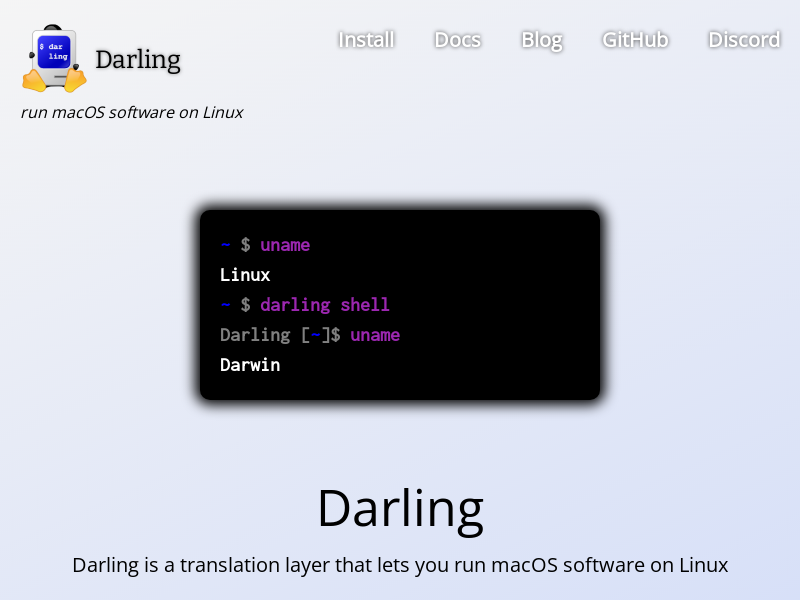 $ dar
ling
Darling
Install Docs Blog GitHub Discord
run macOS software on Linux
~ $ uname
Linux
~ $ darling shell
Darling [~]$ uname
Darwin
Darling
Darling is a translation layer that lets you run macOS software on Linux